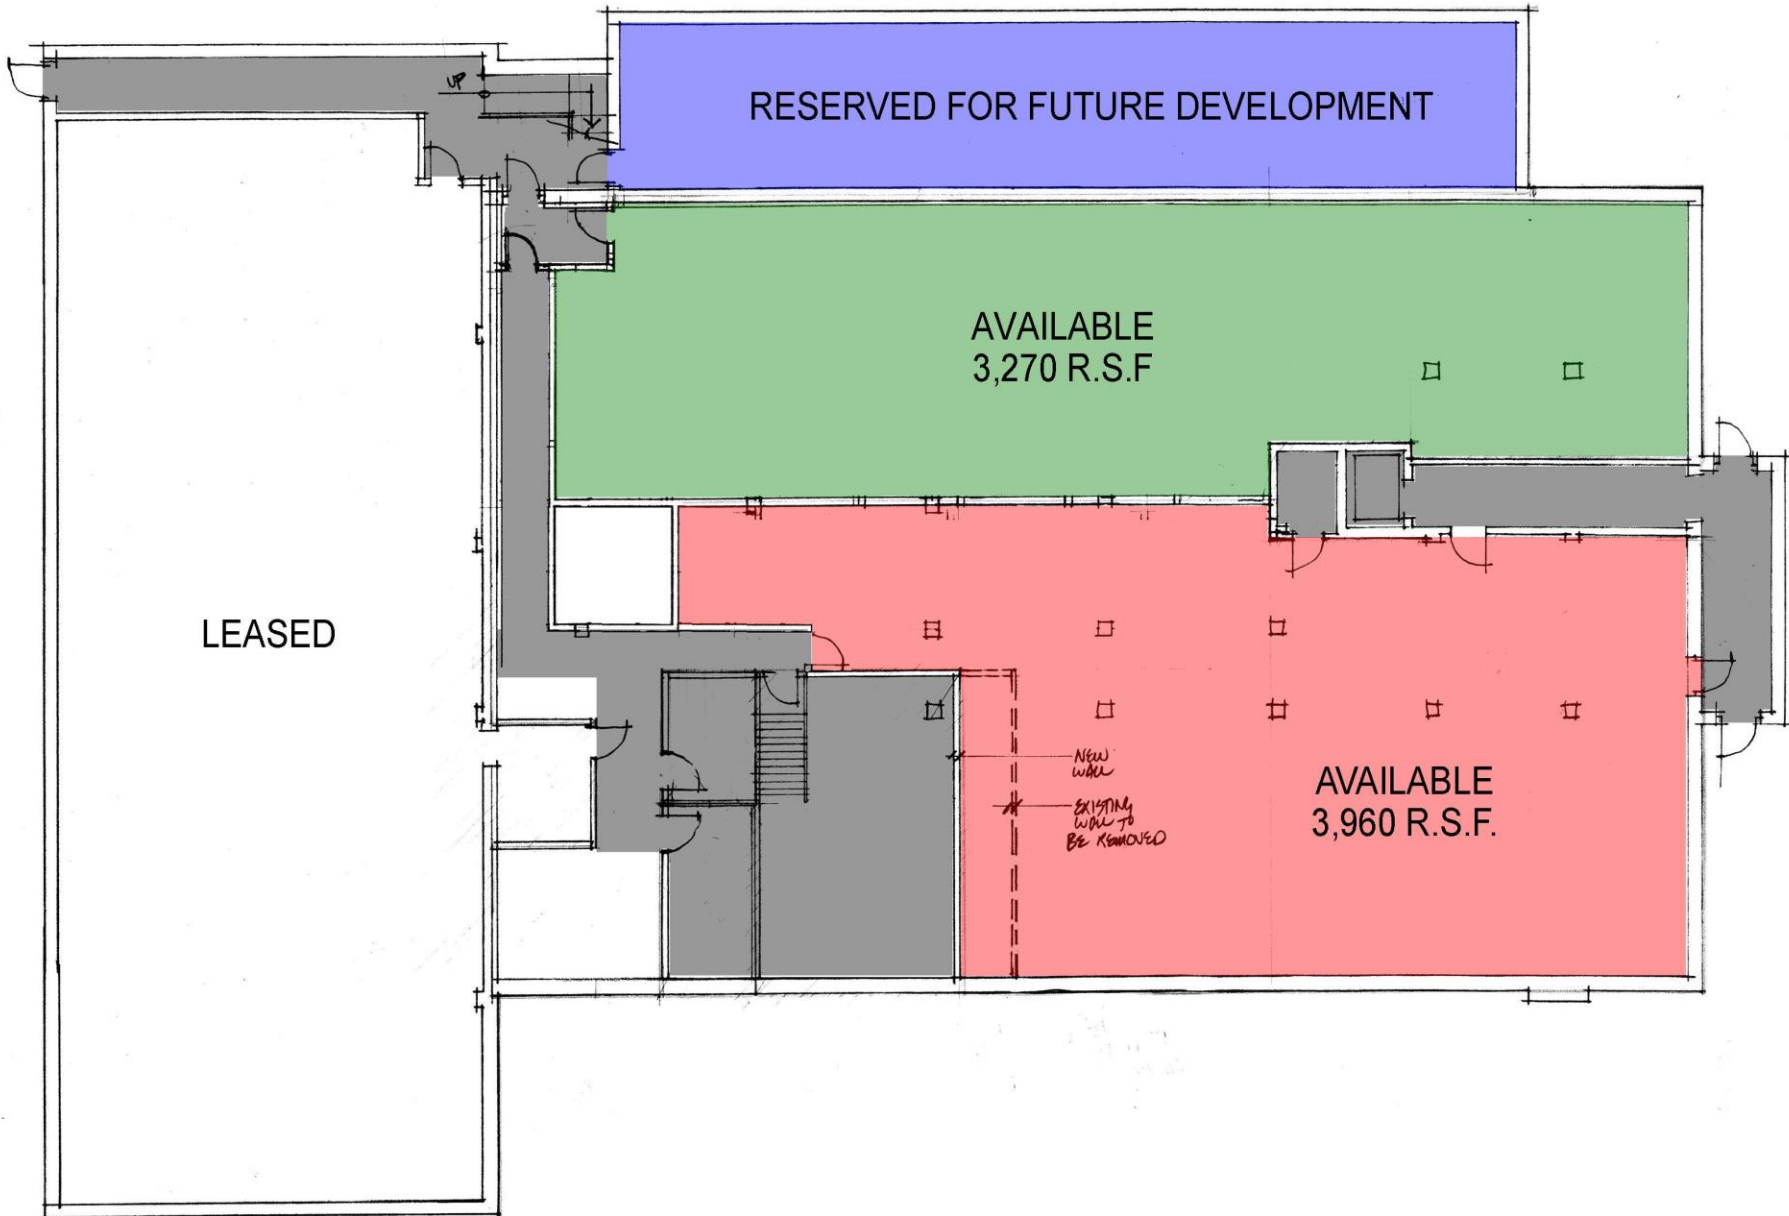 UP
RESERVED FOR FUTURE DEVELOPMENT
AVAILABLE
3,270 R.S.F
LEASED
NEW
WALL
EXISTING
WALL TO
BE REMOVED
AVAILABLE
3,960 R.S.F.